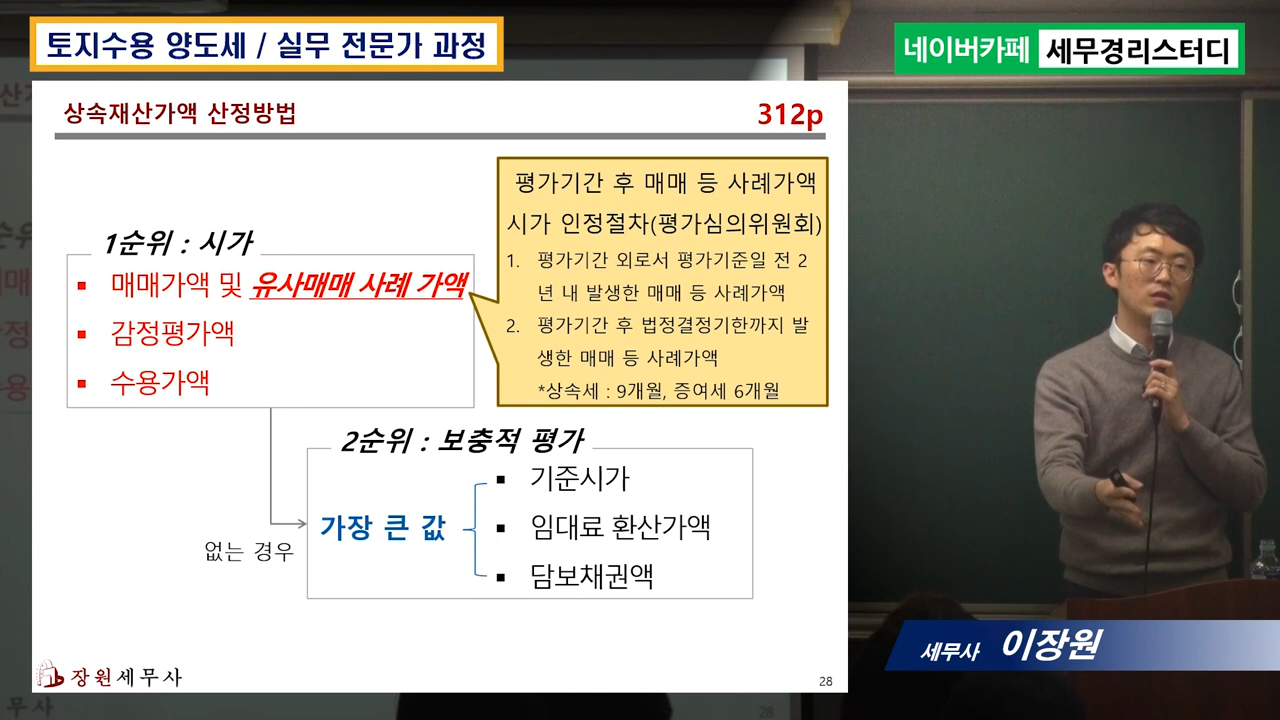 토지수용 양도세 / 실무 전문가 과정
네이버카페 세무경리스터디
상속재산가액 산정방법
312p
평가기간 후 매매 등 사례가액
시가 인정절차(평가심의위원회)
1. 평가기간 외로서 평가기준일 전 2
년 내 발생한 매매 등 사례가액
2. 평가기간 후 법정결정기한까지 발
생한 매매 등 사례가액
*상속세 : 9개월, 증여세 6개월
1순위 : 시가
▪ 매매가액 및 유사매매 사례 가액
▪ 감정평가액
▪ 수용가액
2순위 : 보충적 평가
없는 경우
가장 큰 값
▪ 기준시가
▪ 임대료 환산가액
▪ 담보채권액
장원세무사
28
세무사 이장원
무사
28